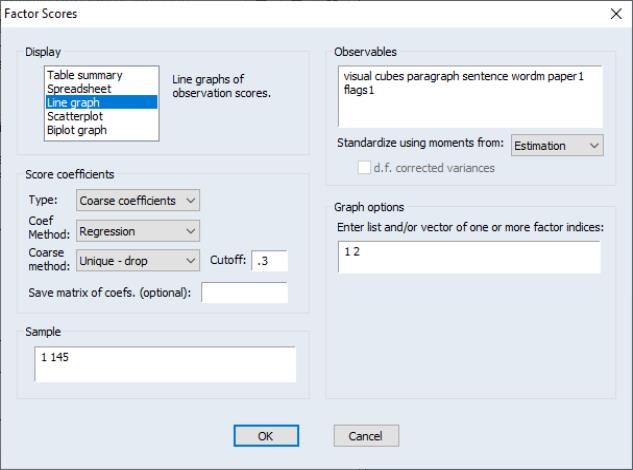 Factor Scores
Display
Table summary
Spreadsheet
Line graph
Scatterplot
Biplot graph
Line graphs of
observation scores.
Score coefficients
Type: Coarse coefficients
Coef
Method: Regression
Coarse
method: Unique - drop Cutoff: .3
Save matrix of coefs. (optional):
Sample
1 145
Observables
visual cubes paragraph sentence wordm paper1
flags1
Standardize using moments from: Estimation
d.f. corrected variances
Graph options
Enter list and/or vector of one or more factor indices:
1 2
OK Cancel